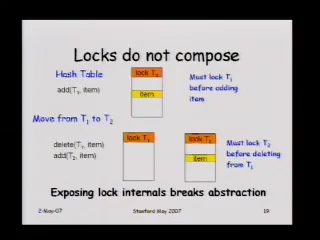 Locks do not compose
Hash Table
add(T1, item)
lock T1
item
Must lock T1
before adding
item
Move from T1 to T2
delete(T1, item)
add(T2, item)
lock T1
lock T2
item
Must lock T2
before deleting
from T1
Exposing lock internals breaks abstraction
2-May-07
Stanford May 2007
19